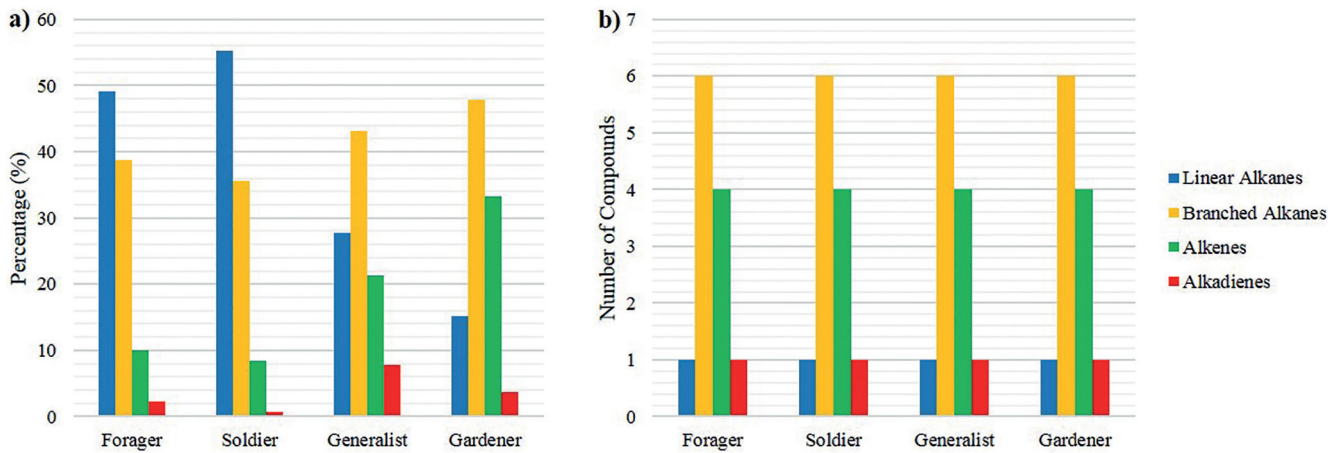 a)
60
50
40
30
20
10
0
Percentage (%)
Forager Soldier Generalist Gardener
b)
7
6
5
4
3
2
1
0
Number of Compounds
Forager Soldier Generalist Gardener
Linear Alkanes
Branched Alkanes
Alkenes
Alkadienes